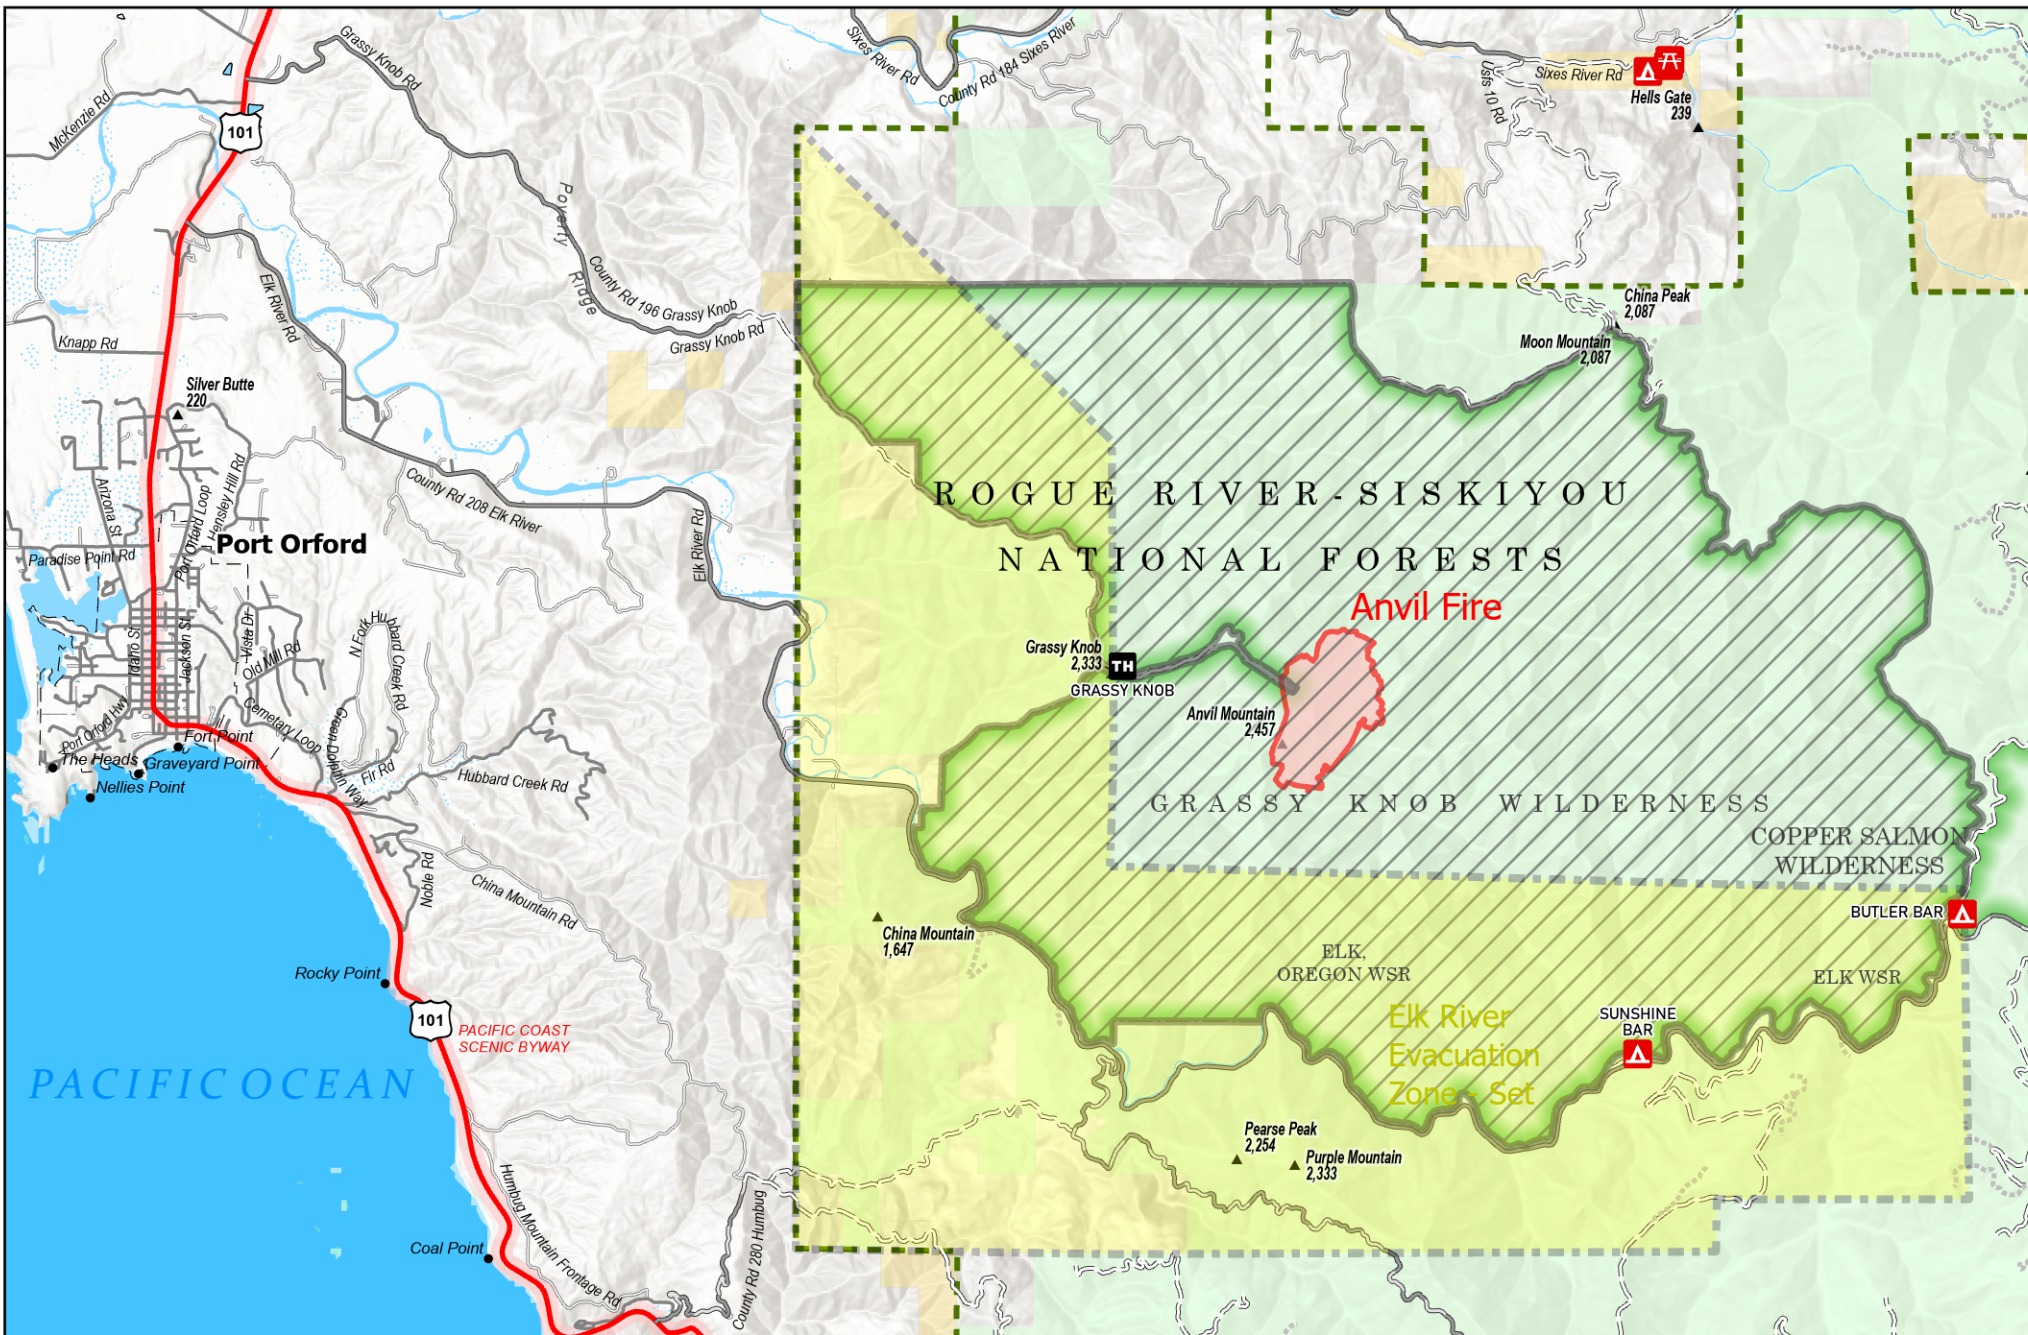 Grassy Knob Rd
Sixes River Rd
County Rd 184 Sixes River
Usfs 10 Rd
Sixes River Rd
Hells Gate
239
McKenzie Rd
101
Poverty
Ridge
County Rd 196 Grassy Knob
Grassy Knob Rd
Elk River Rd
China Peak
2,087
Moon Mountain
2,087
Knapp Rd
Silver Butte
220
Arizona St
Port Orford Loop
Hensley Hill Rd
County Rd 208 Elk River
Elk River Rd
ROGUE RIVER-SISKIYOU
NATIONAL FORESTS
Port Orford
Paradise Point Rd
Anvil Fire
Idaho St
Jackson St
Vista Dr
Old Mill Rd
N Fork Hubbard Creek Rd
Grassy Knob
2,333
TH
GRASSY KNOB
Anvil Mountain
2,457
Port Orford Hwy
Cemetary Loop
Green Dolphin Way
Fir Rd
Hubbard Creek Rd
Fort Point
The Heads
Graveyard Point
Nellies Point
GRASSY KNOB WILDERNESS
COPPER SALMON
WILDERNESS
Noble Rd
China Mountain Rd
BUTLER BAR
China Mountain
1,647
ELK,
OREGON WSR
ELK WSR
Rocky Point
101
PACIFIC COAST
SCENIC BYWAY
Elk River
Evacuation
Zone - Set
SUNSHINE
BAR
PACIFIC OCEAN
Pearse Peak
2,254
Purple Mountain
2,333
Humbug Mountain Frontage Rd
County Rd 280 Humbug
Coal Point